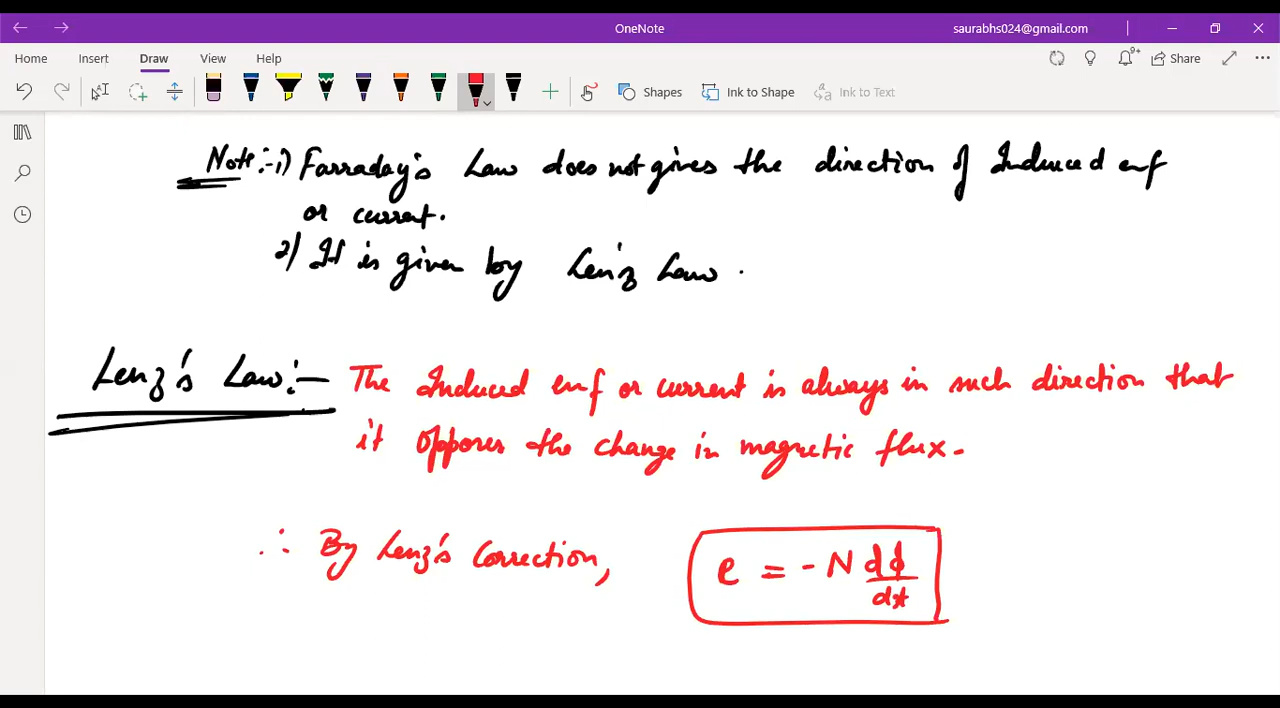 OneNote
saurabhs024@gmail.com
Home Insert Draw View Help
Share
Shapes Ink to Shape Ink to Text
Note:- 1) Farraday's Law does not gives the direction of Induced emf
or current.
2) It is given by Len'z Law.
Lenz's Law:- The Induced emf or current is always in such direction that
it opposes the change in magnetic flux.
∴ By Lenz's Correction, e = -N dϕ/dt